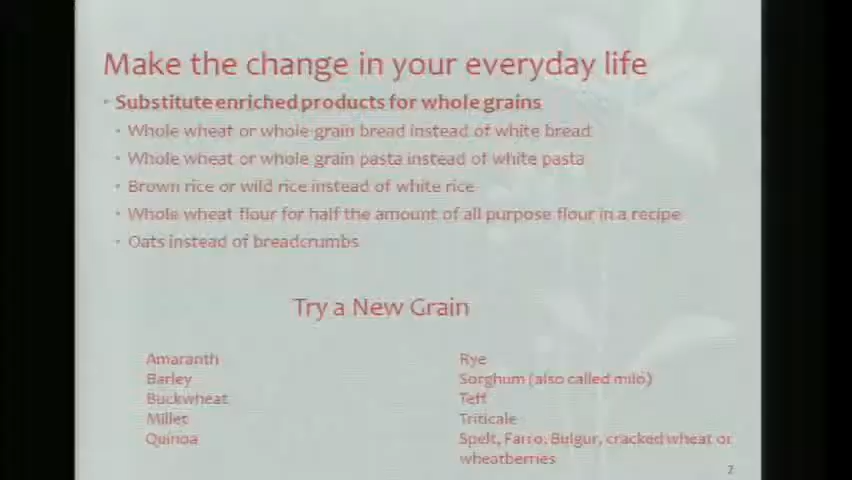 Make the change in your everyday life
• Substitute enriched products for whole grains
• Whole wheat or whole grain bread instead of white bread
• Whole wheat or whole grain pasta instead of white pasta
• Brown rice or wild rice instead of white rice
• Whole wheat flour for half the amount of all purpose flour in a recipe
• Oats instead of breadcrumbs
Try a New Grain
Amaranth
Barley
Buckwheat
Millet
Quinoa
Rye
Sorghum (also called milo)
Teff
Triticale
Spelt, Farro, Bulgur, cracked wheat or
wheatberries
2